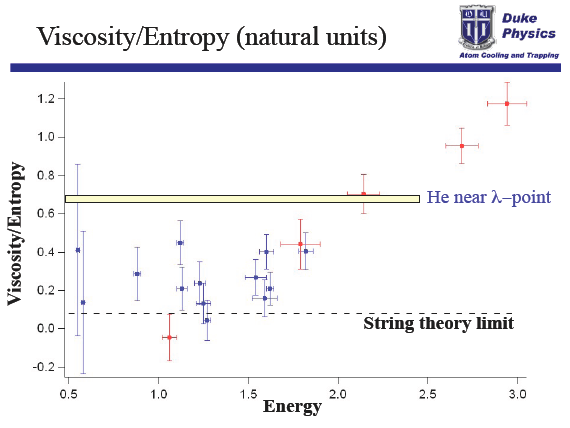 Viscosity/Entropy (natural units)
Duke
Physics
Atom Cooling and Trapping
1.2
1.0
0.8
0.6
0.4
0.2
0.0
-0.2
Viscosity/Entropy
He near λ–point
String theory limit
0.5 1.0 1.5 2.0 2.5 3.0
Energy